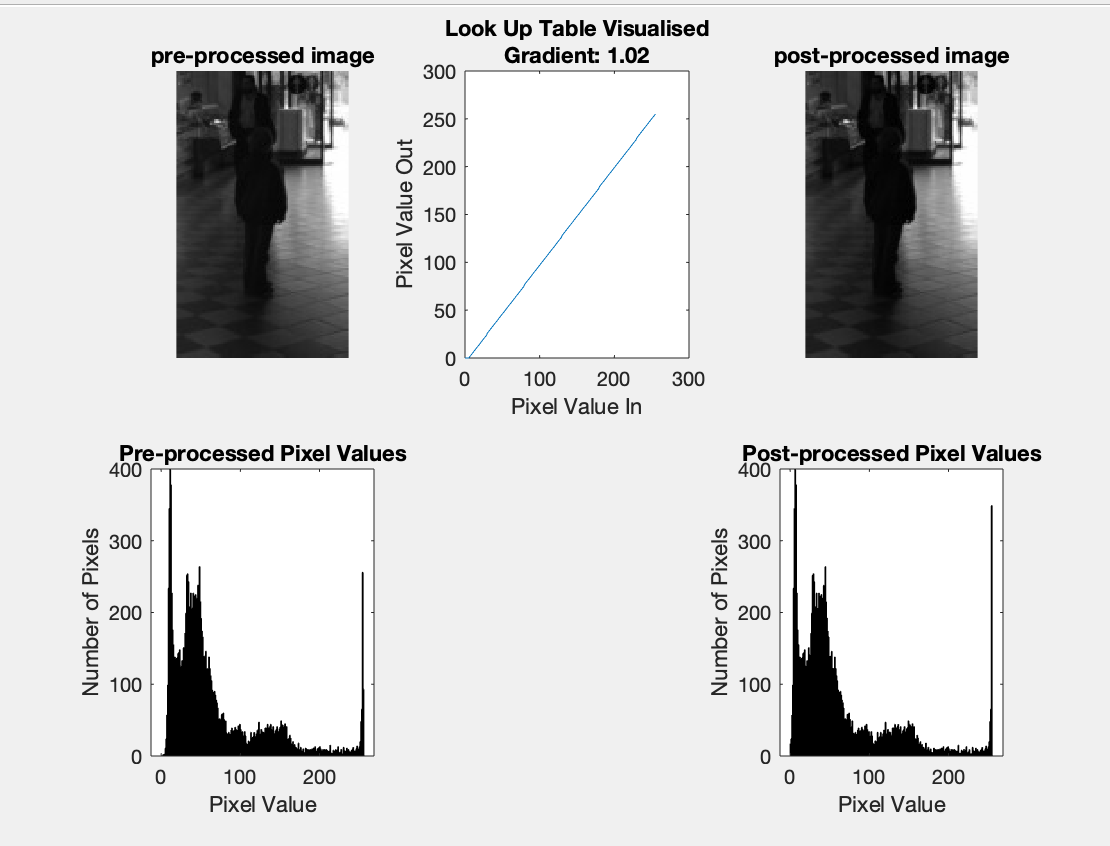 Look Up Table Visualised
Gradient: 1.02
pre-processed image
post-processed image
300
250
200
150
100
50
0
Pixel Value Out
0 100 200 300
Pixel Value In
Pre-processed Pixel Values
400
300
200
100
0
Number of Pixels
0 100 200
Pixel Value
Post-processed Pixel Values
400
300
200
100
0
Number of Pixels
0 100 200
Pixel Value